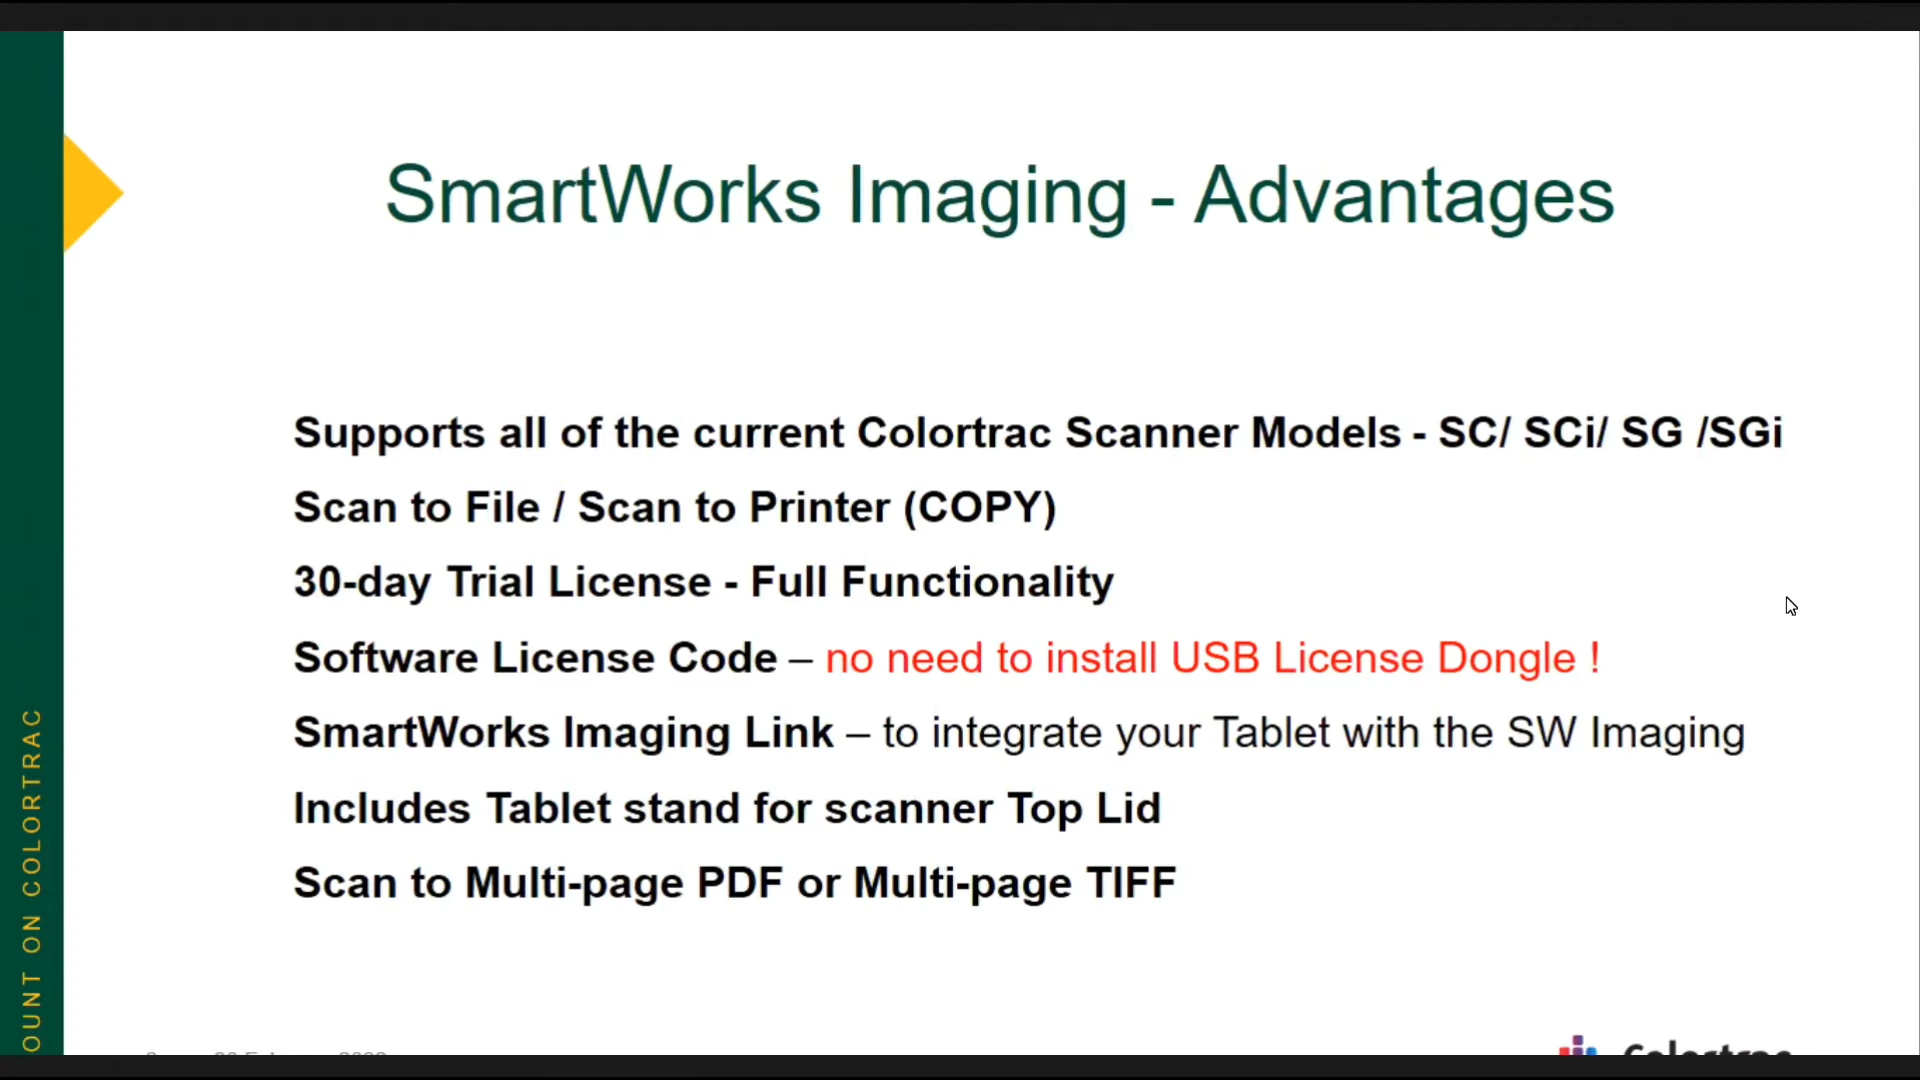 SmartWorks Imaging - Advantages
Supports all of the current Colortrac Scanner Models - SC/ SCi/ SG /SGi
Scan to File / Scan to Printer (COPY)
30-day Trial License - Full Functionality
Software License Code – no need to install USB License Dongle !
SmartWorks Imaging Link – to integrate your Tablet with the SW Imaging
Includes Tablet stand for scanner Top Lid
Scan to Multi-page PDF or Multi-page TIFF
OUNT ON COLORTRAC
Colortrac